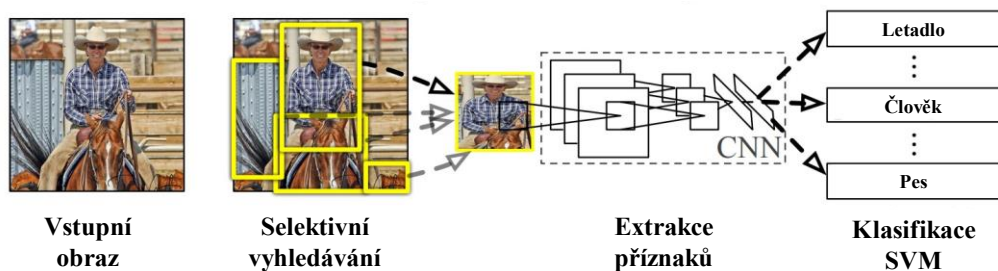 Letadlo
⋮
Člověk
⋮
Pes
CNN
Vstupní
obraz
Selektivní
vyhledávání
Extrakce
příznaků
Klasifikace
SVM